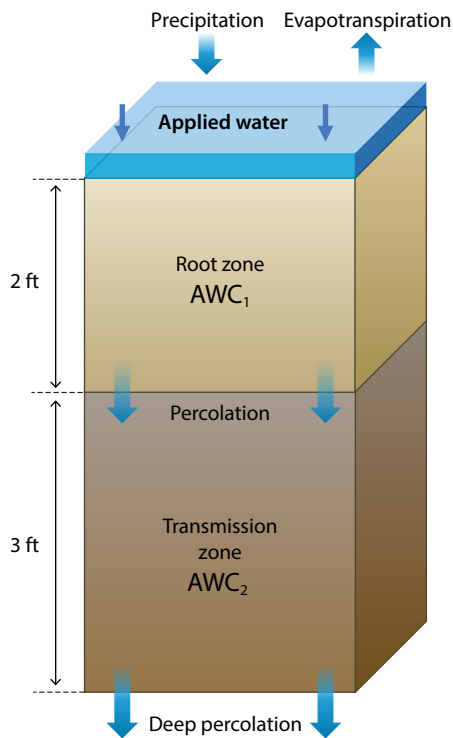 Precipitation Evapotranspiration
Applied water
2 ft
Root zone
AWC₁
Percolation
3 ft
Transmission
zone
AWC₂
Deep percolation